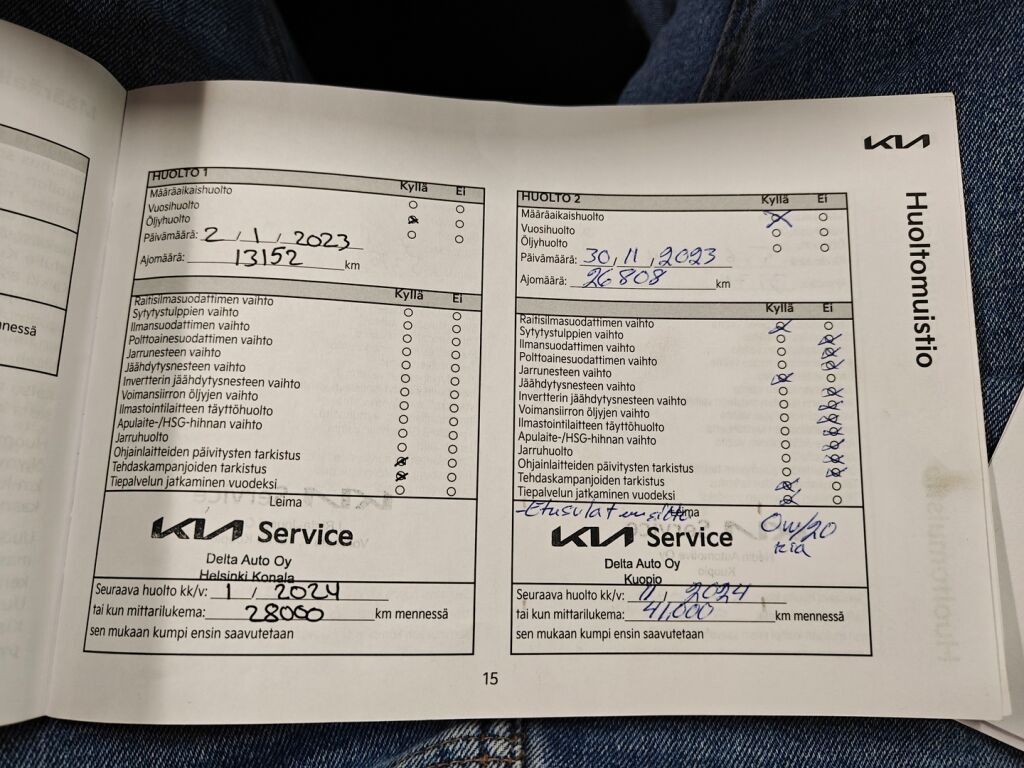 KIA
Huoltomuistio
HUOLTO 1 Kyllä Ei
Määräaikaishuolto
Vuosihuolto
Öljyhuolto
Päivämäärä: 2 / 1 / 2023
Ajomäärä: 13152 km
Kyllä Ei
Raitisilmasuodattimen vaihto
Sytytystulppien vaihto
Ilmansuodattimen vaihto
Polttoainesuodattimen vaihto
Jarrunesteen vaihto
Jäähdytysnesteen vaihto
Invertterin jäähdytysnesteen vaihto
Voimansiirron öljyjen vaihto
Ilmastointilaitteen täyttöhuolto
Apulaite-/HSG-hihnan vaihto
Jarruhuolto
Ohjainlaitteiden päivitysten tarkistus
Tehdaskampanjoiden tarkistus
Tiepalvelun jatkaminen vuodeksi
Leima
KIA Service
Delta Auto Oy
Helsinki Konala
Seuraava huolto kk/v: 1 / 2024
tai kun mittarilukema: 28000 km mennessä
sen mukaan kumpi ensin saavutetaan
HUOLTO 2 Kyllä Ei
Määräaikaishuolto
Vuosihuolto
Öljyhuolto
Päivämäärä: 30 / 11 / 2023
Ajomäärä: 26808 km
Kyllä Ei
Raitisilmasuodattimen vaihto
Sytytystulppien vaihto
Ilmansuodattimen vaihto
Polttoainesuodattimen vaihto
Jarrunesteen vaihto
Jäähdytysnesteen vaihto
Invertterin jäähdytysnesteen vaihto
Voimansiirron öljyjen vaihto
Ilmastointilaitteen täyttöhuolto
Apulaite-/HSG-hihnan vaihto
Jarruhuolto
Ohjainlaitteiden päivitysten tarkistus
Tehdaskampanjoiden tarkistus
Tiepalvelun jatkaminen vuodeksi
Leima
0w/20
kia
KIA Service
Delta Auto Oy
Kuopio
Seuraava huolto kk/v: 11 / 2024
tai kun mittarilukema: 41,000 km mennessä
sen mukaan kumpi ensin saavutetaan
15